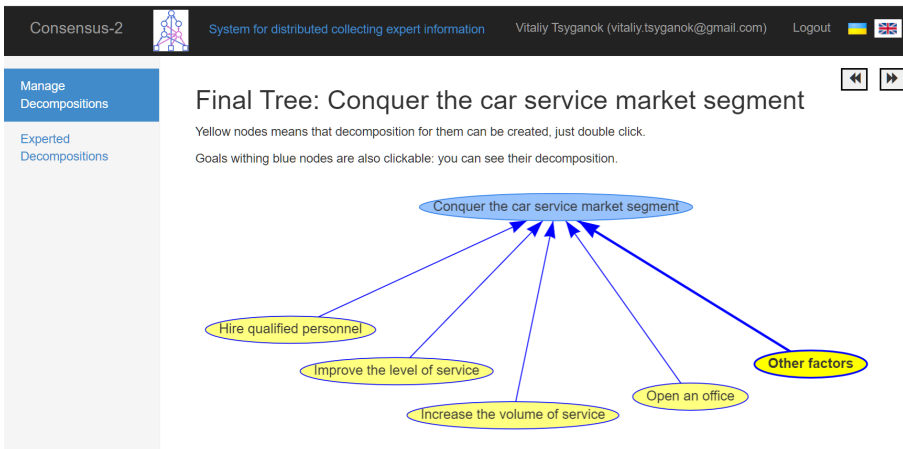 Consensus-2
System for distributed collecting expert information
Vitaliy Tsyganok (vitaliy.tsyganok@gmail.com)
Logout
Manage
Decompositions
Experted
Decompositions
Final Tree: Conquer the car service market segment
Yellow nodes means that decomposition for them can be created, just double click.
Goals withing blue nodes are also clickable: you can see their decomposition.
Conquer the car service market segment
Hire qualified personnel
Improve the level of service
Increase the volume of service
Open an office
Other factors